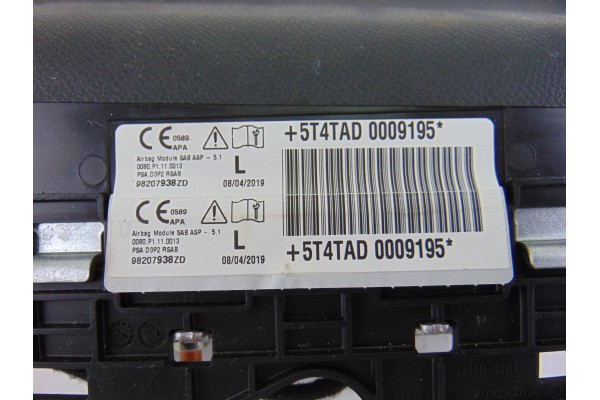 CE 0589
APA
Airbag Module SAB ASP - 5.1
0080.P1.11.0013
PSA D3P2 RSAB
98207938ZD
L
08/04/2019
+5T4TAD 0009195*
CE 0589
APA
Airbag Module SAB ASP - 5.1
0080.P1.11.0013
PSA D3P2 RSAB
98207938ZD
L
08/04/2019
+5T4TAD 0009195*